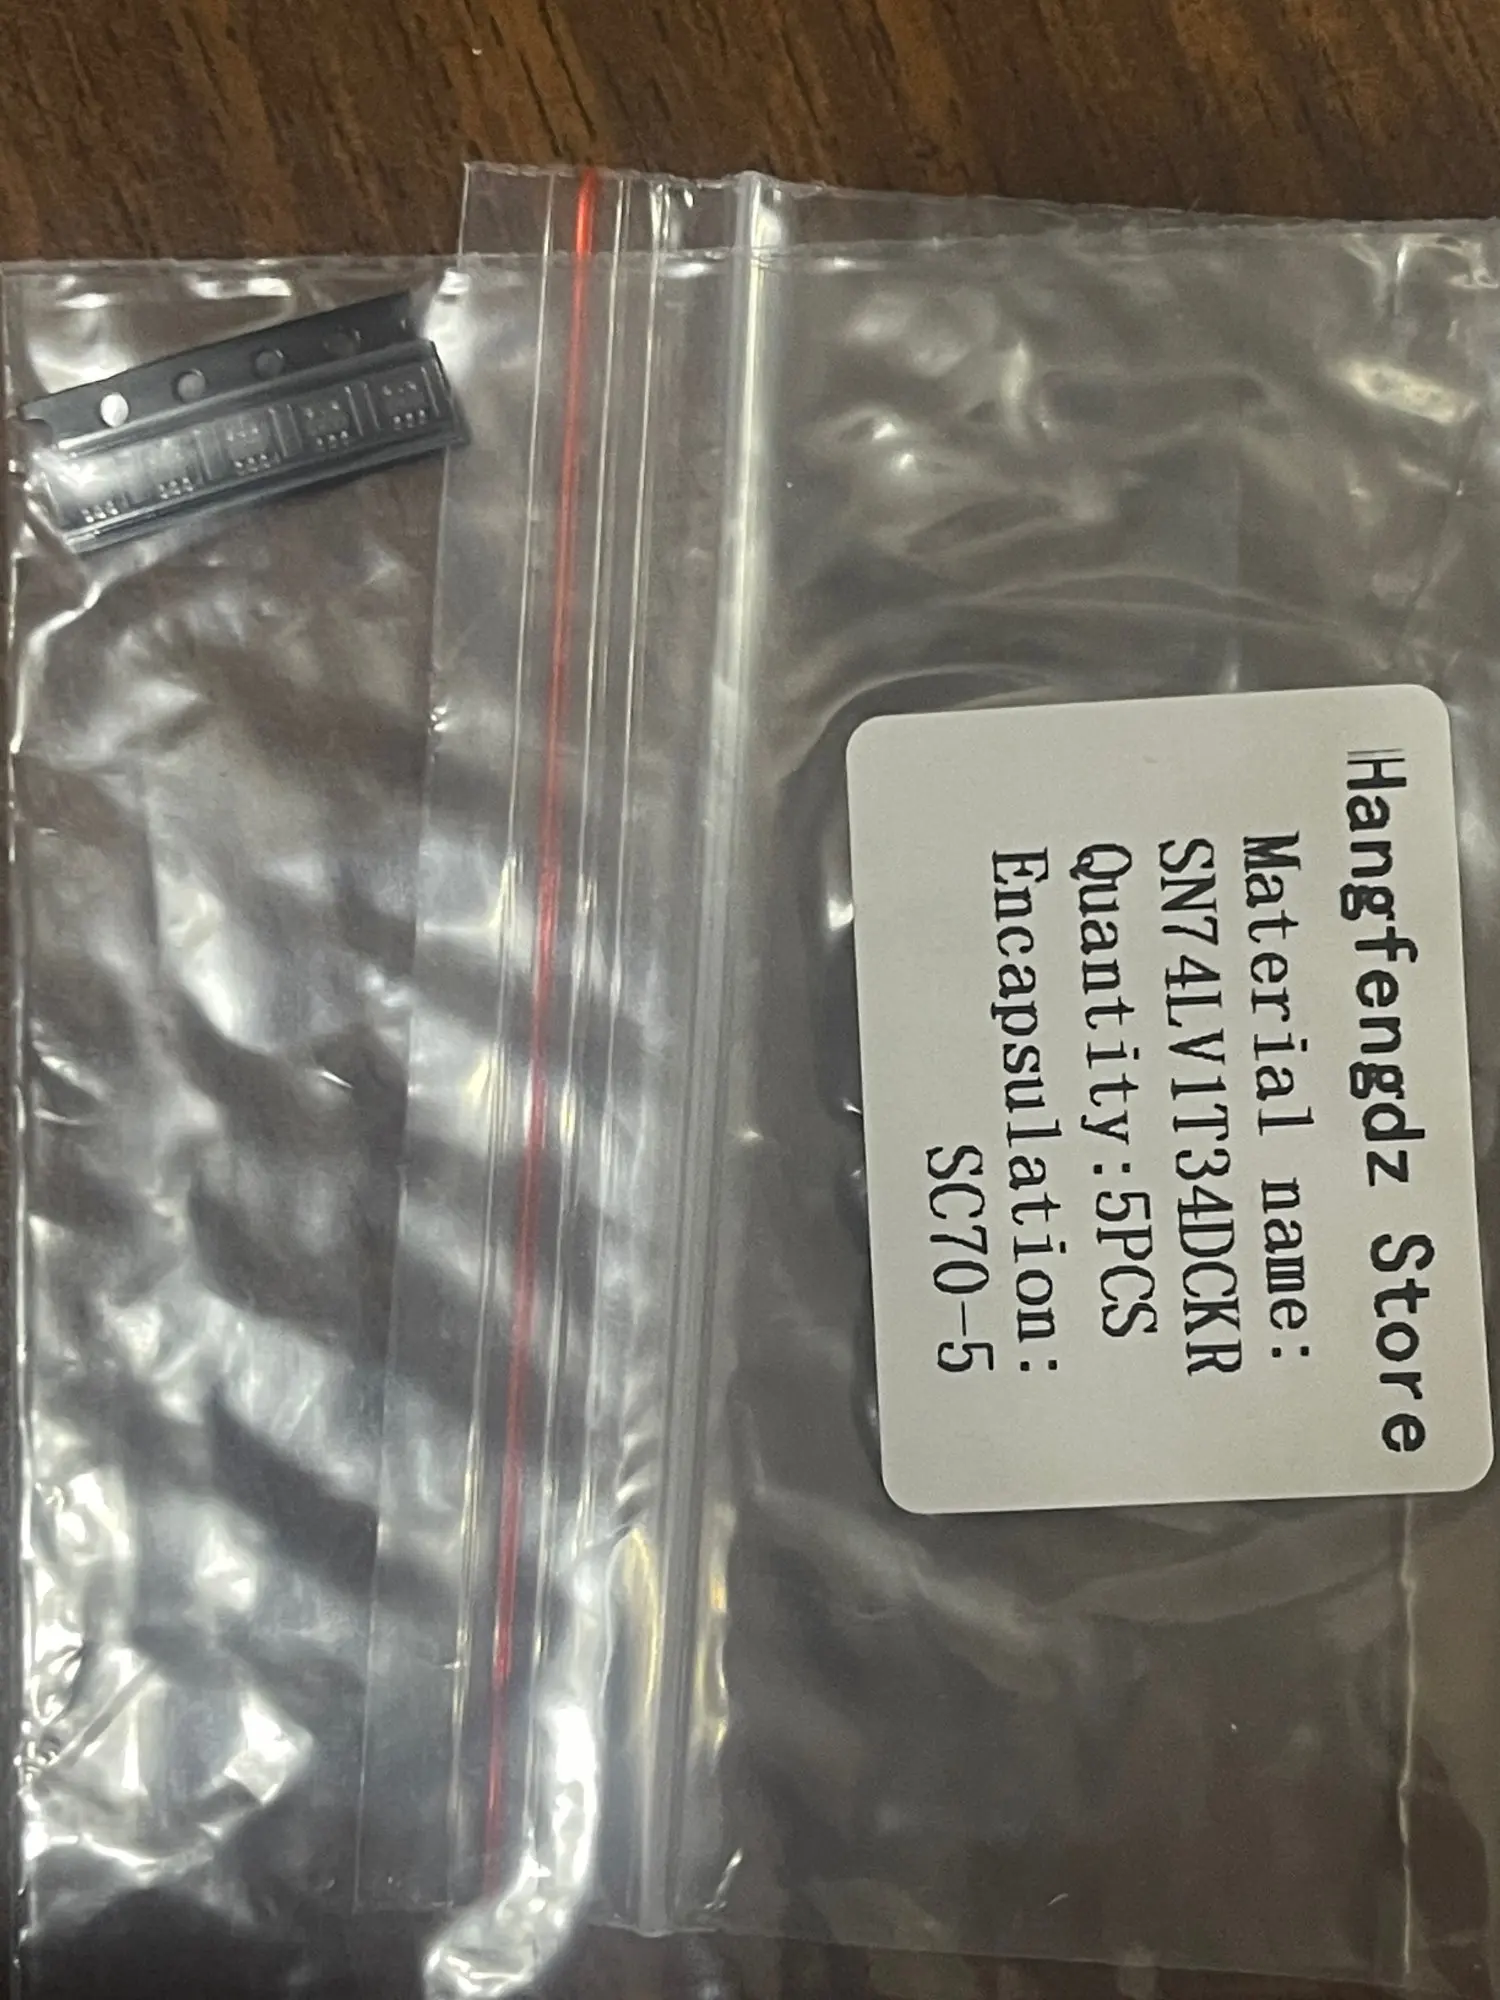 Hangfengdz Store
Material name:
SN74LV1T34DCKR
Quantity:5PCS
Encapsulation:
SC70-5